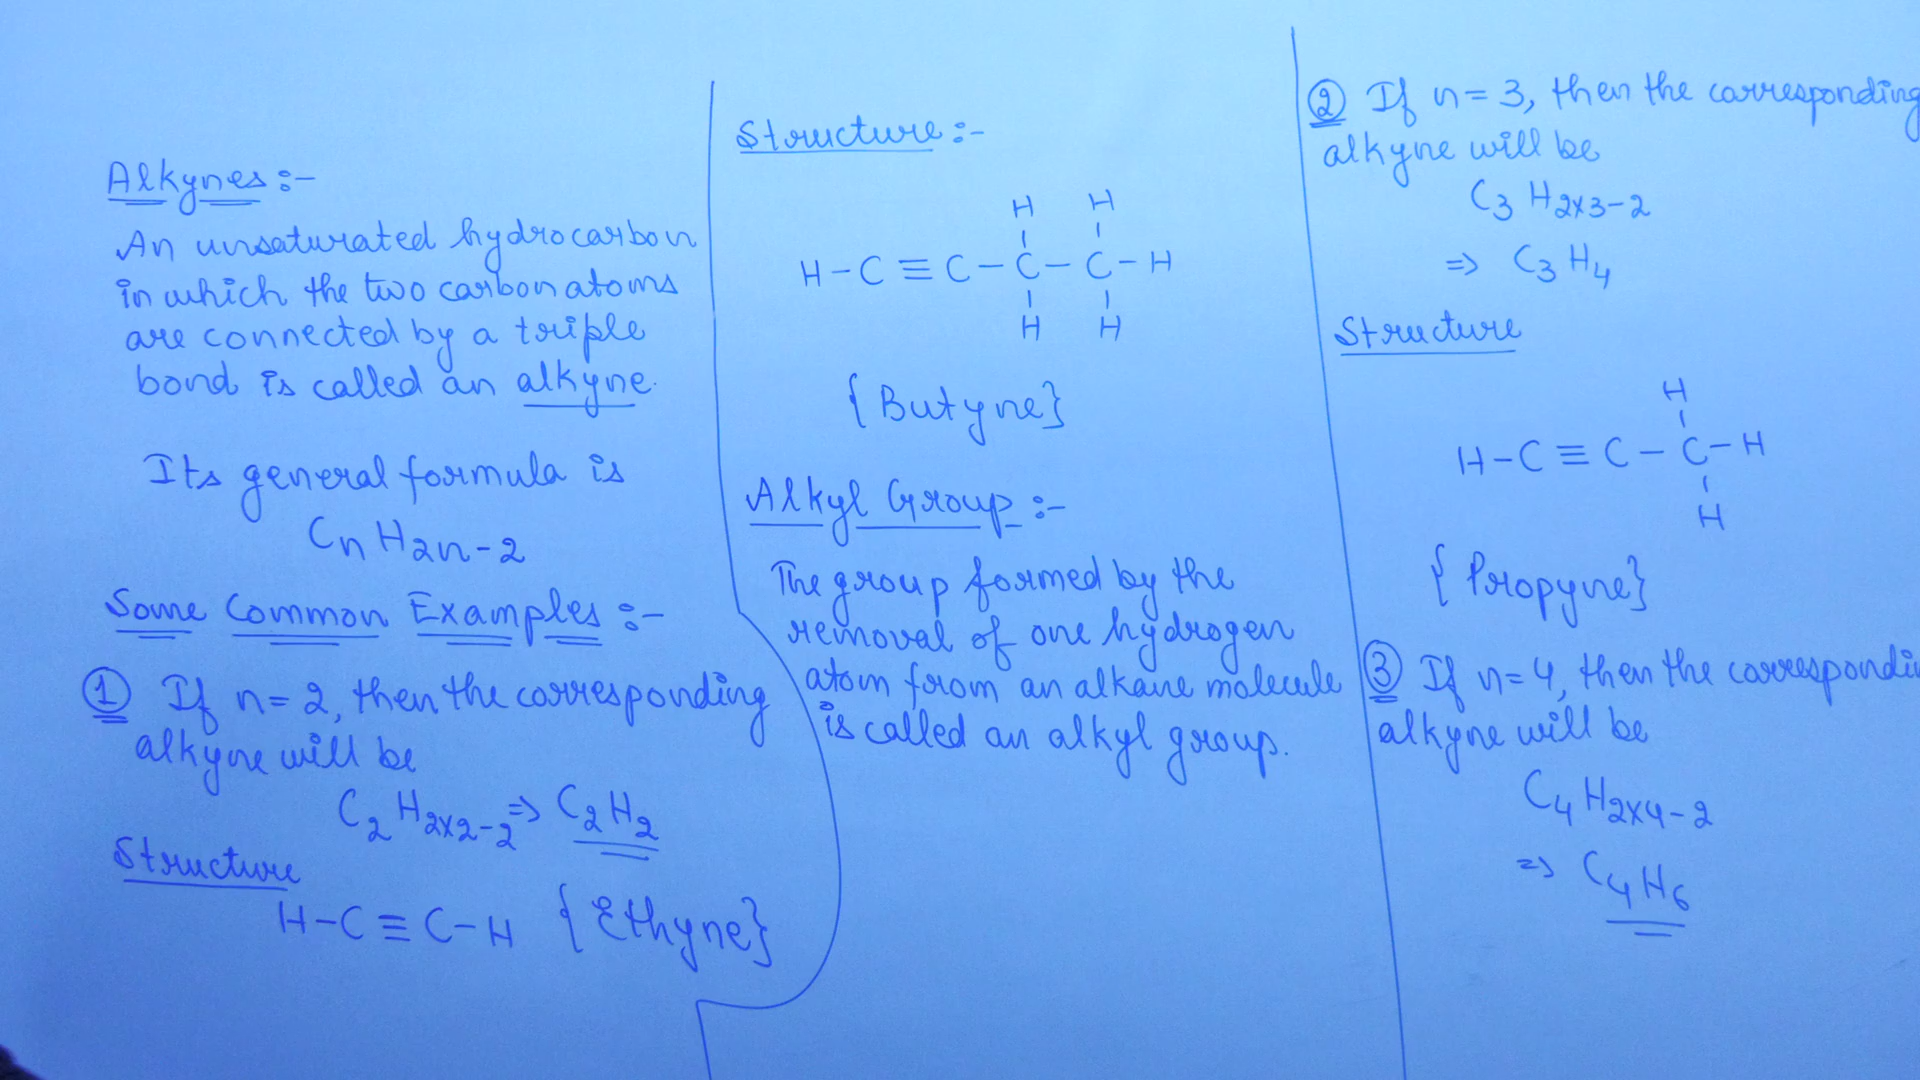 Alkynes :-
An unsaturated hydrocarbon
in which the two carbon atoms
are connected by a triple
bond is called an alkyne.
Its general formula is
CnH2n-2
Some Common Examples :-
① If n = 2, then the corresponding
alkyne will be
C2H2x2-2 => C2H2
Structure
H-C≡C-H {Ethyne}
Structure :-
H H
H-C≡C-C-C-H
H H
{Butyne}
Alkyl Group :-
The group formed by the
removal of one hydrogen
atom from an alkane molecule
is called an alkyl group.
② If n = 3, then the corresponding
alkyne will be
C3H2x3-2
=> C3H4
Structure
H
H-C≡C-C-H
H
{Propyne}
③ If n = 4, then the correspondi
alkyne will be
C4H2x4-2
=> C4H6